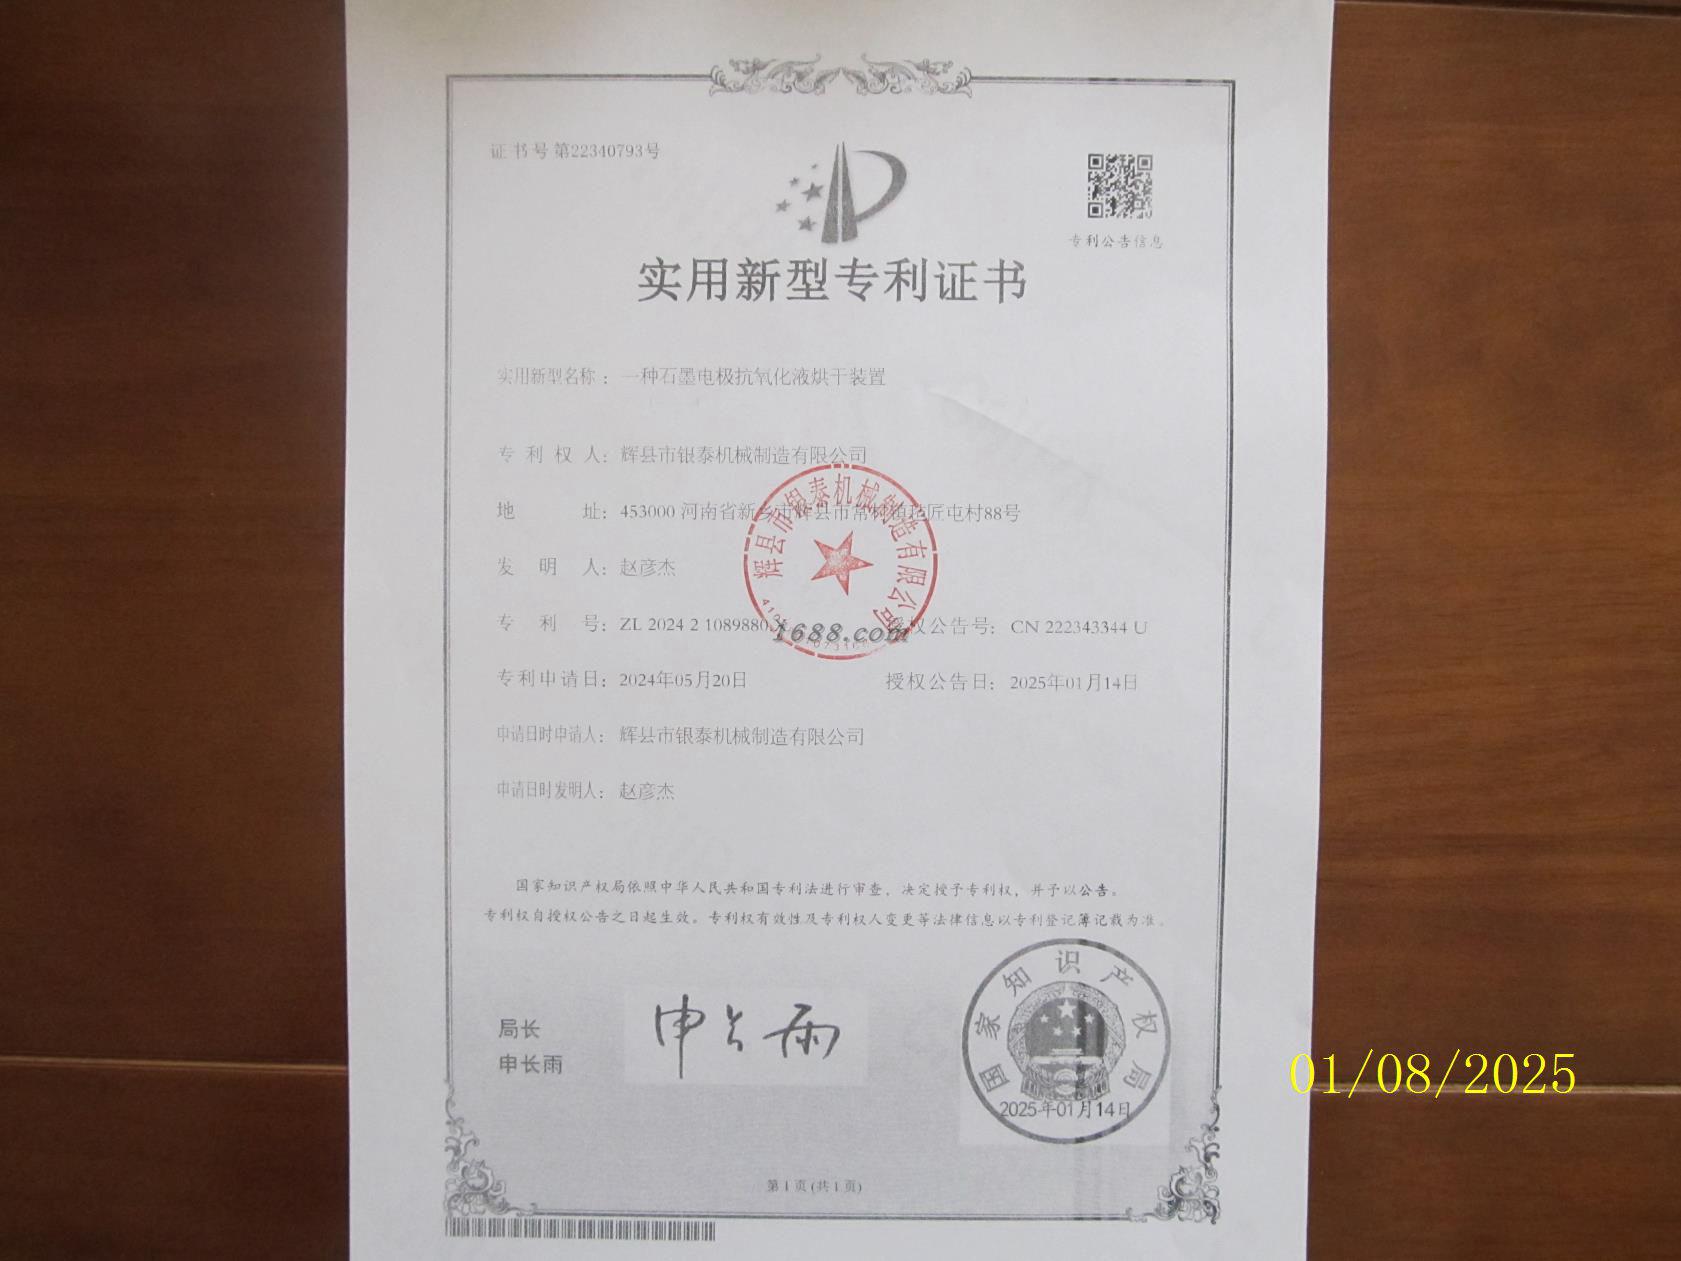 证书号第22340793号
专利公告信息
实用新型专利证书
实用新型名称：一种石墨电极抗氧化液烘干装置
专利权人：辉县市银泰机械制造有限公司
地址：453000 河南省新乡市辉县市常村镇 匠屯村88号
发明人：赵彦杰
专利号：ZL 2024 2 1089880
授权公告号：CN 222343344 U
专利申请日：2024年05月20日
授权公告日：2025年01月14日
申请日时申请人：辉县市银泰机械制造有限公司
申请日时发明人：赵彦杰
辉县市银泰机械制造有限公司
1688.com
国家知识产权局依照中华人民共和国专利法进行审查，决定授予专利权，并予以公告。
专利权自授权公告之日起生效。专利权有效性及专利权人变更等法律信息以专利登记簿记载为准。
局长
申长雨
申长雨
国家知识产权局
2025年01月14日
01/08/2025
第1页(共1页)